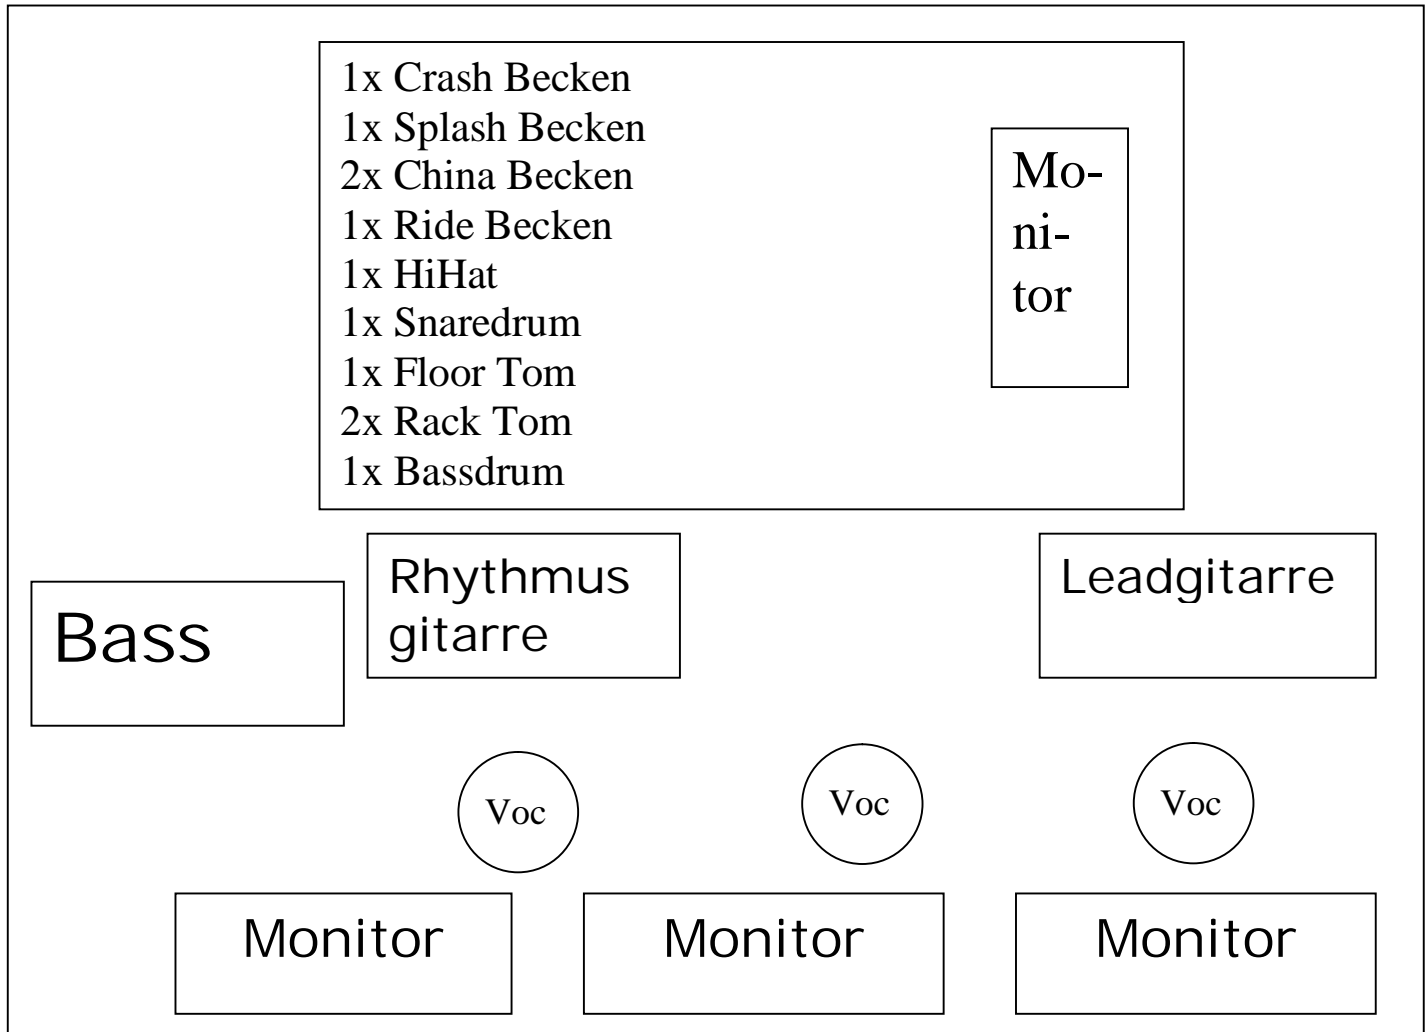 1x Crash Becken
1x Splash Becken
2x China Becken
1x Ride Becken
1x HiHat
1x Snaredrum
1x Floor Tom
2x Rack Tom
1x Bassdrum
Mo-
ni-
tor
Bass
Rhythmus
gitarre
Leadgitarre
Voc
Voc
Voc
Monitor
Monitor
Monitor